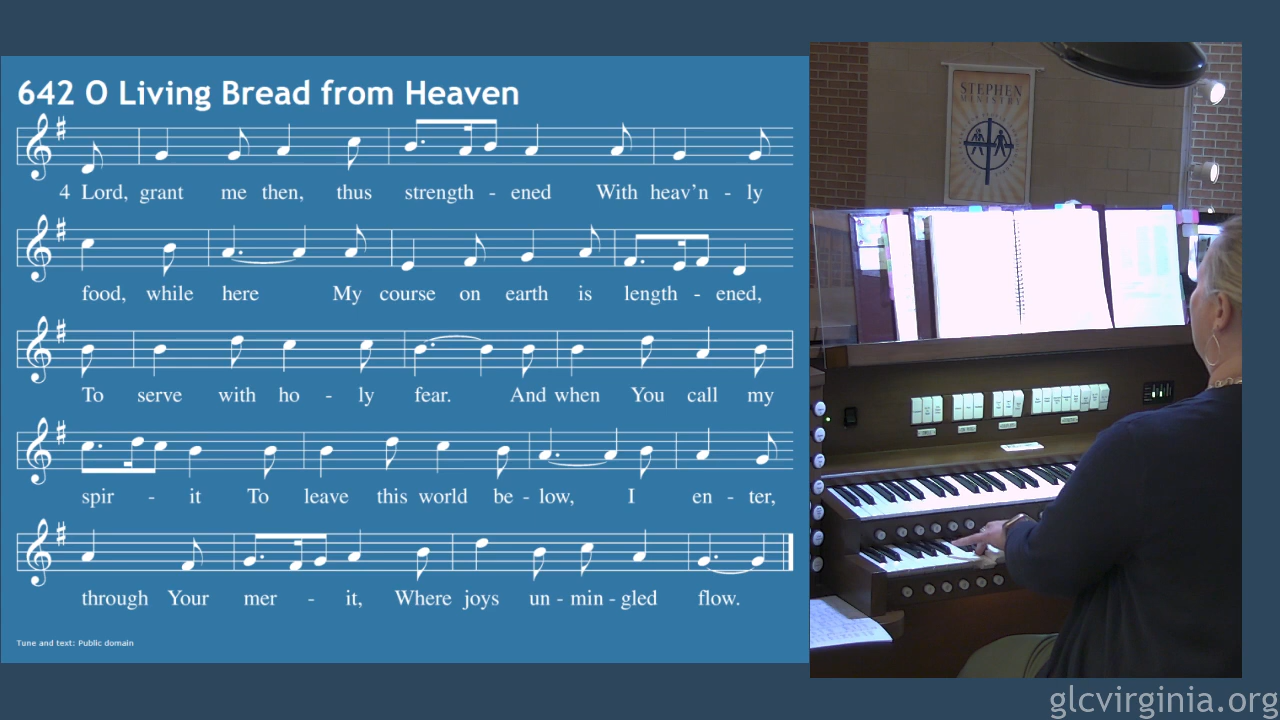 642 O Living Bread from Heaven
4 Lord, grant me then, thus strength - ened With heav'n - ly
food, while here My course on earth is length - ened,
To serve with ho - ly fear. And when You call my
spir - it To leave this world be - low, I en - ter,
through Your mer - it, Where joys un - min - gled flow.
Tune and text: Public domain
STEPHEN
MINISTRY
glcvirginia.org